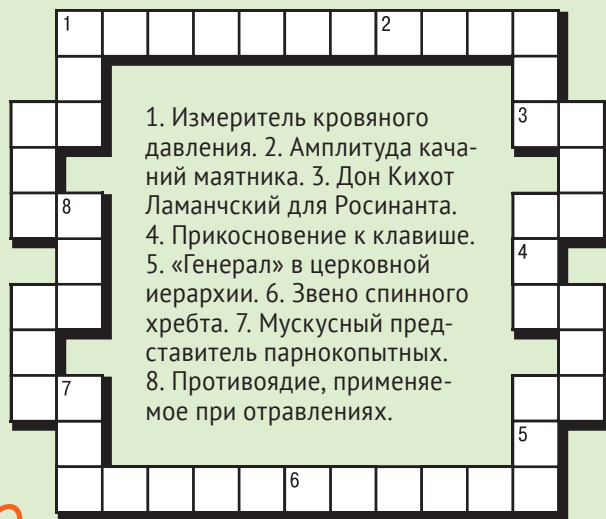 1 2
3
8
4
7
5
6
1. Измеритель кровяного
давления. 2. Амплитуда кача-
ний маятника. 3. Дон Кихот
Ламанчский для Росинанта.
4. Прикосновение к клавише.
5. «Генерал» в церковной
иерархии. 6. Звено спинного
хребта. 7. Мускусный пред-
ставитель парнокопытных.
8. Противоядие, применяе-
мое при отравлениях.